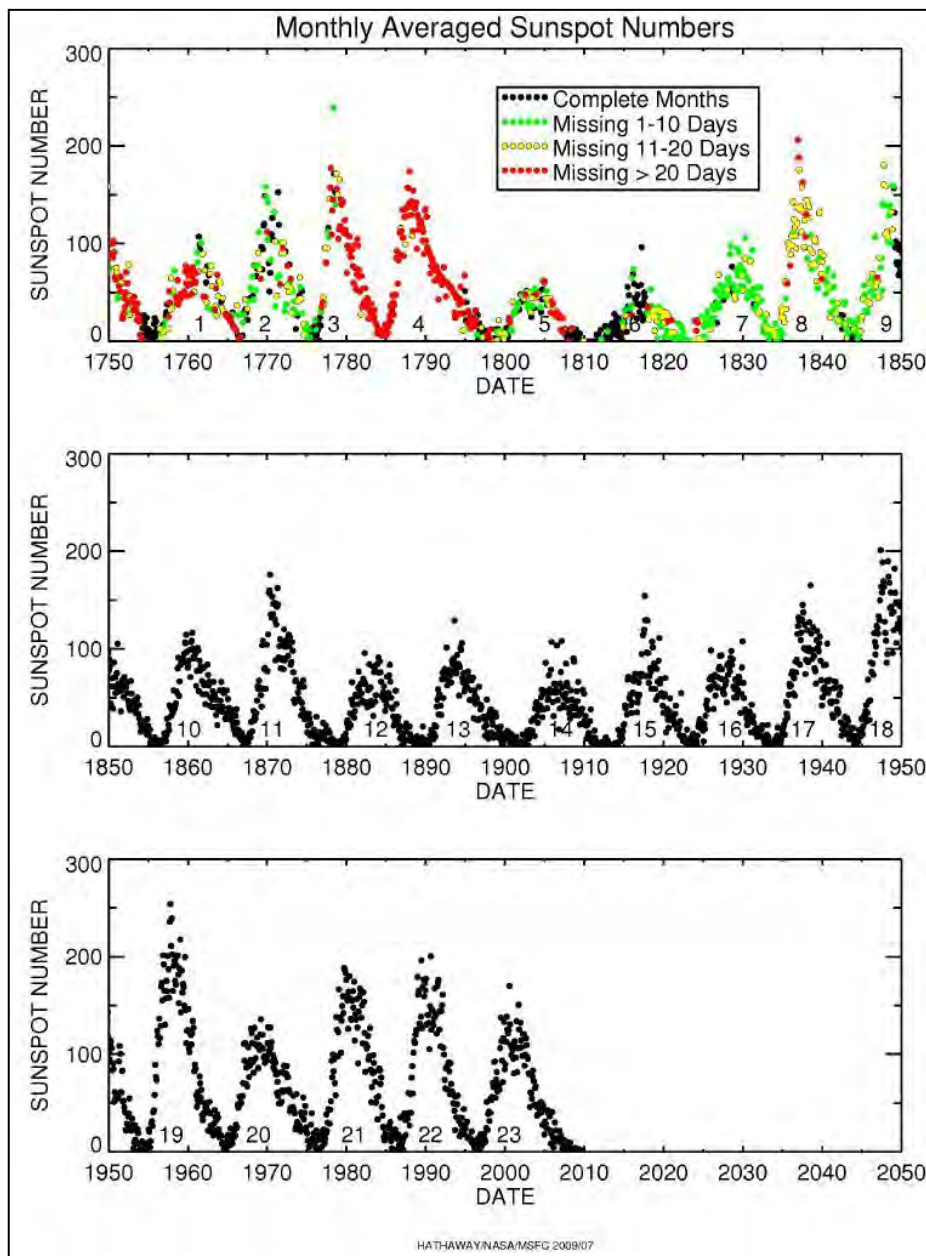 Monthly Averaged Sunspot Numbers
300
200
100
0
SUNSPOT NUMBER
Complete Months
Missing 1-10 Days
Missing 11-20 Days
Missing > 20 Days
1 2 3 4 5 6 7 8 9
1750 1760 1770 1780 1790 1800 1810 1820 1830 1840 1850
DATE
300
200
100
0
SUNSPOT NUMBER
10 11 12 13 14 15 16 17 18
1850 1860 1870 1880 1890 1900 1910 1920 1930 1940 1950
DATE
300
200
100
0
SUNSPOT NUMBER
19 20 21 22 23
1950 1960 1970 1980 1990 2000 2010 2020 2030 2040 2050
DATE
HATHAWAY/NASA/MSFC 2009/07